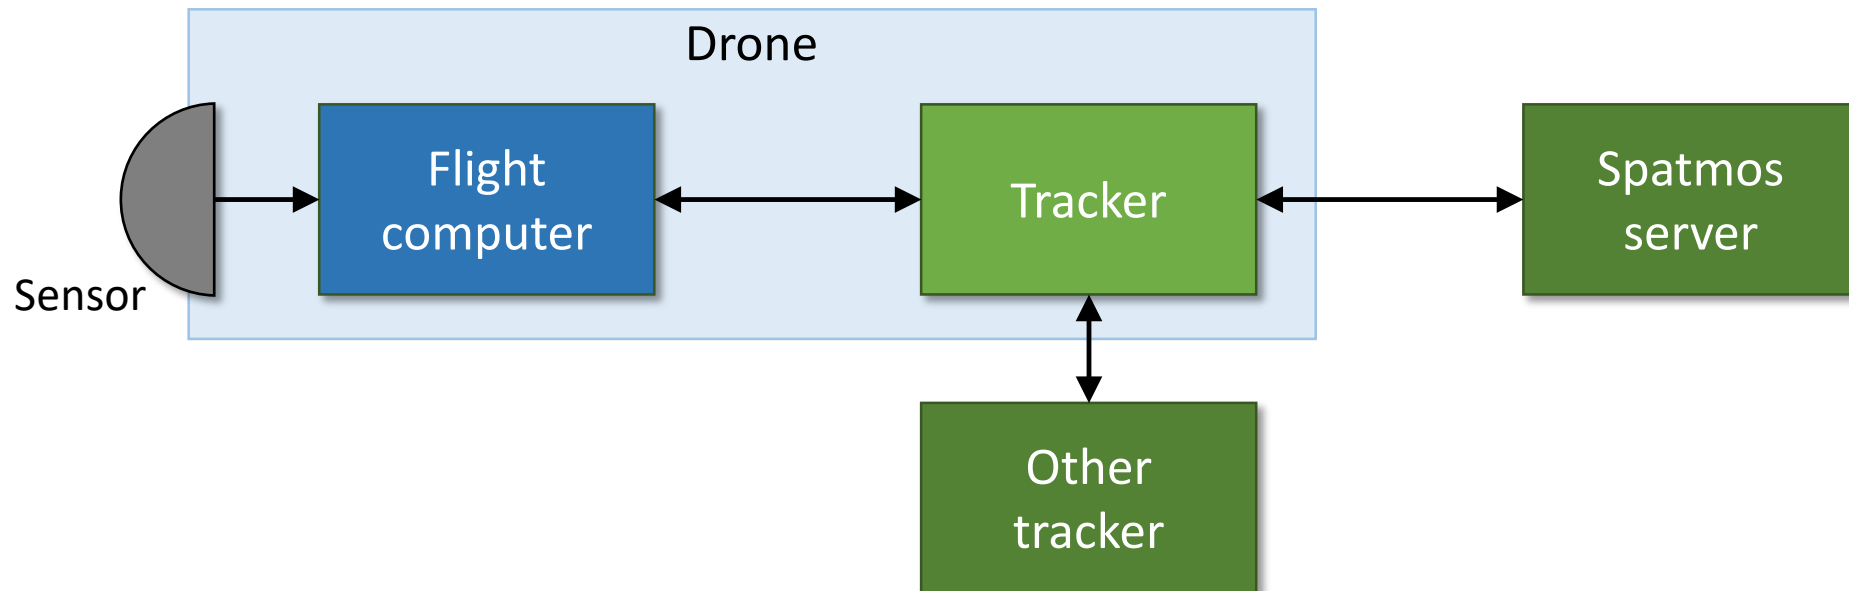 Drone
Sensor
Flight
computer
Tracker
Spatmos
server
Other
tracker